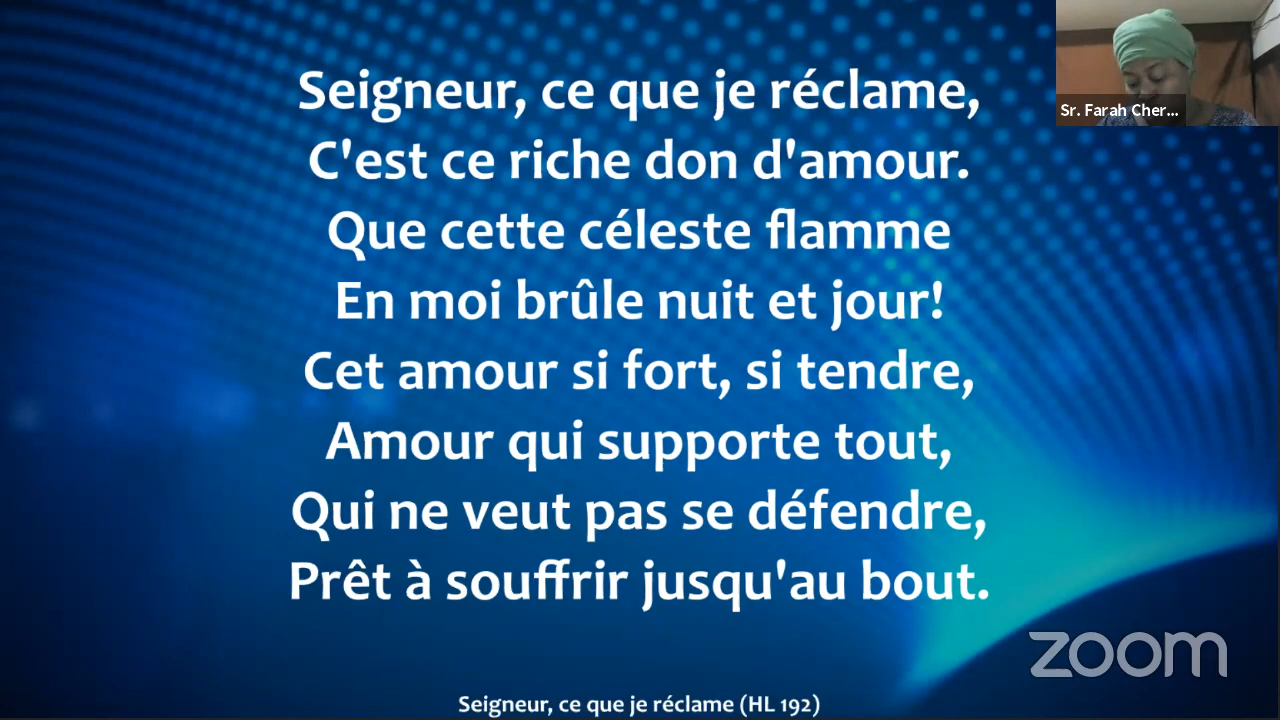 Seigneur, ce que je réclame,
C'est ce riche don d'amour.
Que cette céleste flamme
En moi brûle nuit et jour!
Cet amour si fort, si tendre,
Amour qui supporte tout,
Qui ne veut pas se défendre,
Prêt à souffrir jusqu'au bout.
Sr. Farah Cher...
zoom
Seigneur, ce que je réclame (HL 192)